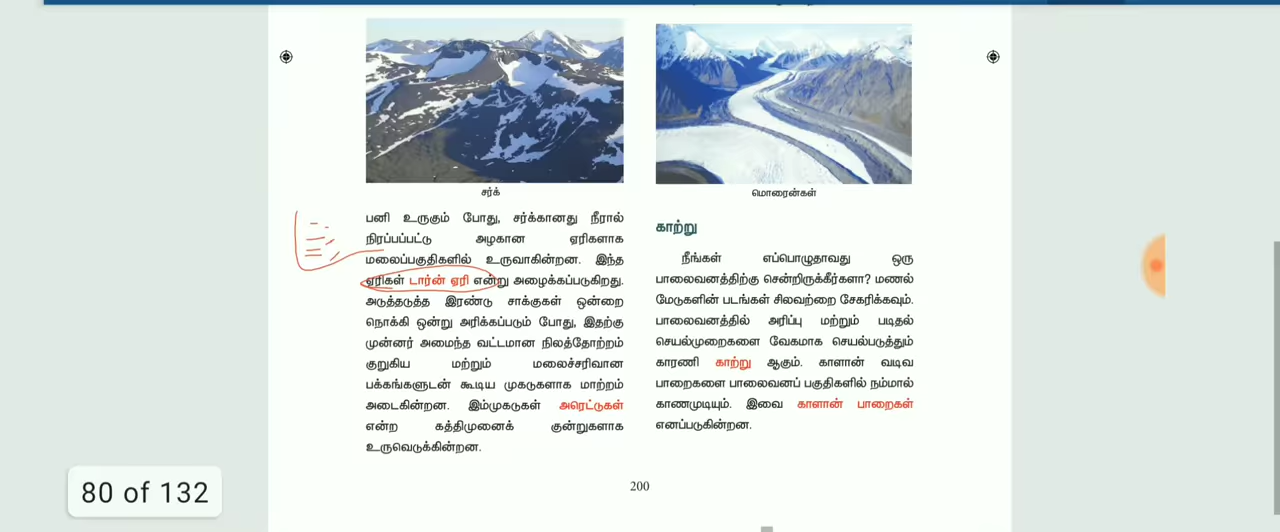 சர்க்
பனி உருகும் போது, சர்க்கானது நீரால்
நிரப்பப்பட்டு அழகான ஏரிகளாக
மலைப்பகுதிகளில் உருவாகின்றன. இந்த
ஏரிகள் டார்ன் ஏரி என்று அழைக்கப்படுகிறது.
அடுத்தடுத்த இரண்டு சாக்குகள் ஒன்றை
நொக்கி ஒன்று அரிக்கப்படும் போது, இதற்கு
முன்னர் அமைந்த வட்டமான நிலத்தோற்றம்
குறுகிய மற்றும் மலைச்சரிவான
பக்கங்களுடன் கூடிய முகடுகளாக மாற்றம்
அடைகின்றன. இம்முகடுகள் அரெட்டுகள்
என்ற கத்திமுனைக் குன்றுகளாக
உருவெடுக்கின்றன.
மொரைன்கள்
காற்று
நீங்கள் எப்பொழுதாவது ஒரு
பாலைவனத்திற்கு சென்றிருக்கீர்களா? மணல்
மேடுகளின் படங்கள் சிலவற்றை சேகரிக்கவும்.
பாலைவனத்தில் அரிப்பு மற்றும் படிதல்
செயல்முறைகளை வேகமாக செயல்படுத்தும்
காரணி காற்று ஆகும். காளான் வடிவ
பாறைகளை பாலைவனப் பகுதிகளில் நம்மால்
காணமுடியும். இவை காளான் பாறைகள்
எனப்படுகின்றன.
200
80 of 132